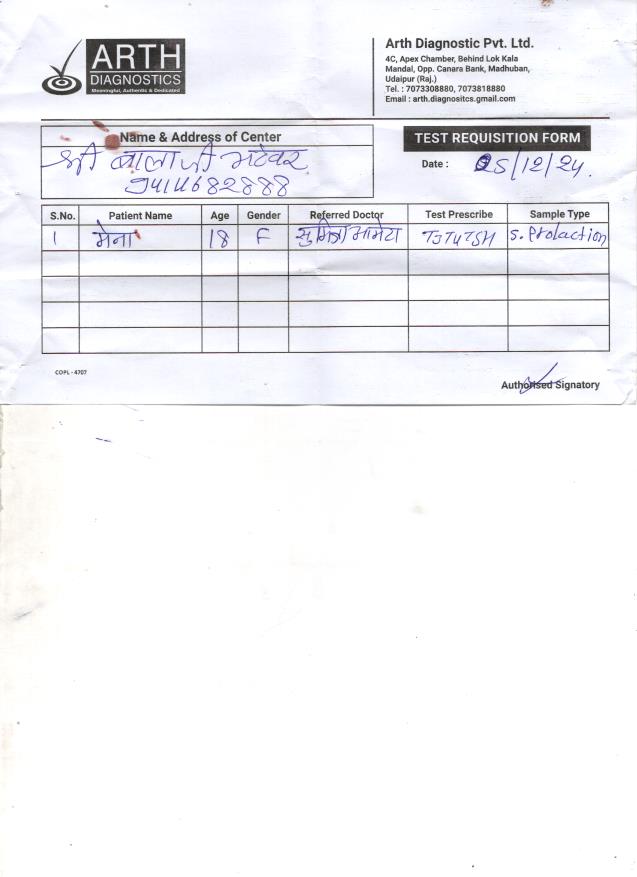 ARTH
DIAGNOSTICS
Meaningful, Authentic & Dedicated
Arth Diagnostic Pvt. Ltd.
4C, Apex Chamber, Behind Lok Kala
Mandal, Opp. Canara Bank, Madhuban,
Udaipur (Raj.)
Tel. : 7073308880, 7073818880
Email : arth.diagnositcs.gmail.com
Name & Address of Center
श्री बालाजी भटेवर
9414682888
TEST REQUISITION FORM
Date : 05/12/24.
S.No. Patient Name Age Gender Referred Doctor Test Prescribe Sample Type
1 मेना 18 F सुमित्रा आमेटा T3T4TSH S. Prolaction
COPL - 4707
Authorised Signatory